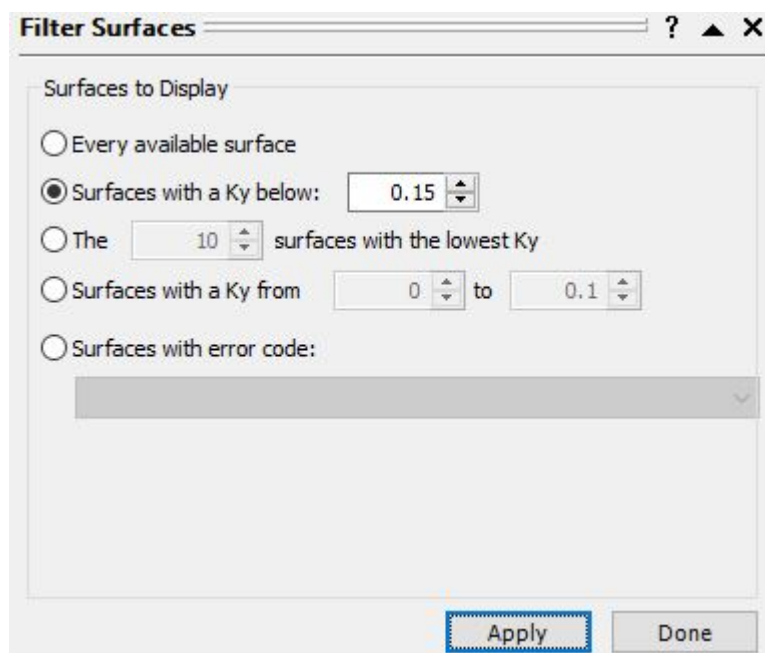 Filter Surfaces ? ▲ X
Surfaces to Display
Every available surface
Surfaces with a Ky below: 0.15
The 10 surfaces with the lowest Ky
Surfaces with a Ky from 0 to 0.1
Surfaces with error code:
Apply Done